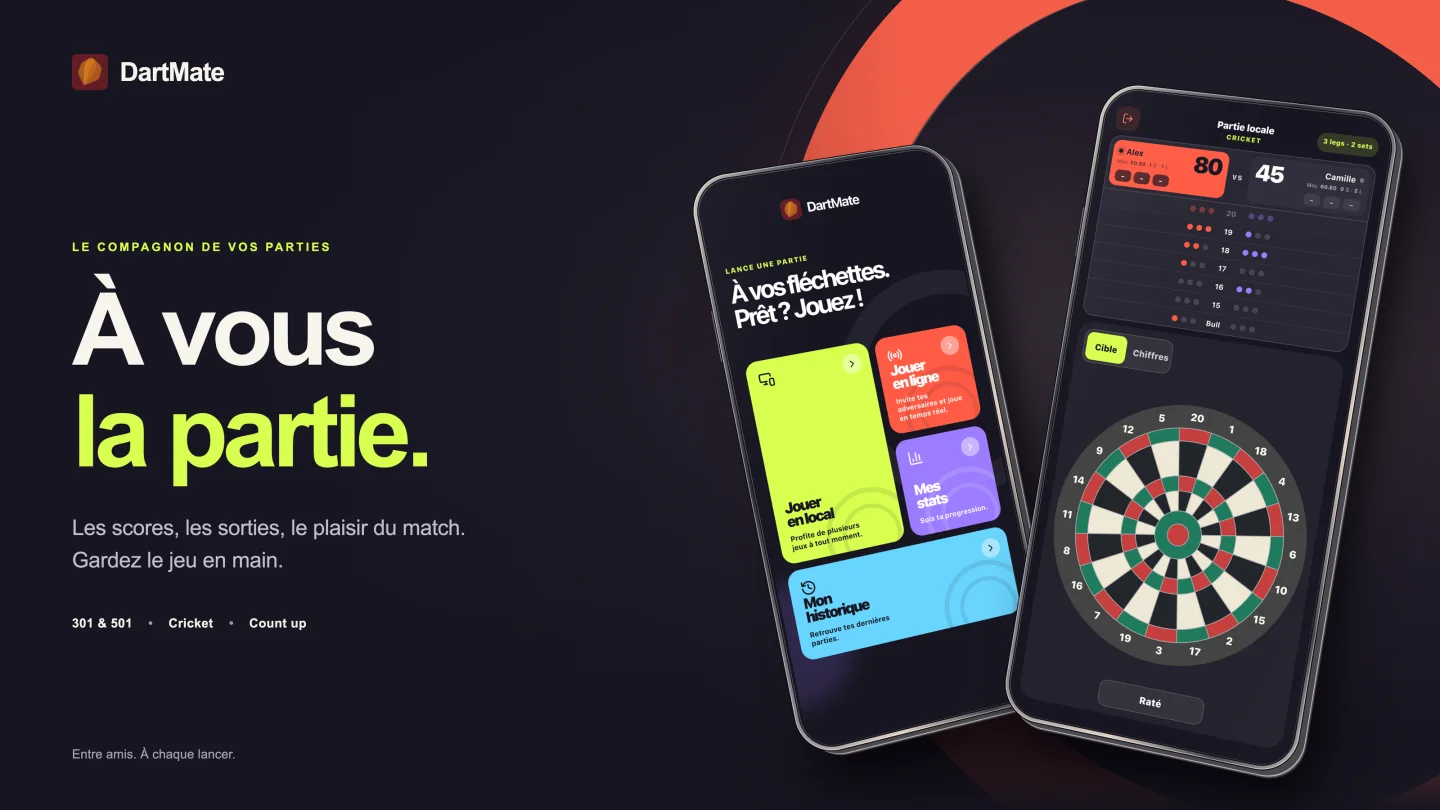 DartMate
LE COMPAGNON DE VOS PARTIES
À vous
la partie.
Les scores, les sorties, le plaisir du match.
Gardez le jeu en main.
301 & 501 • Cricket • Count up
Entre amis. À chaque lancer.
DartMate
LANCE UNE PARTIE
À vos fléchettes.
Prêt ? Jouez !
Jouer
en local
Profite de plusieurs
jeux à tout moment.
Jouer
en ligne
Invite tes
adversaires et joue
en temps réel.
Mes
stats
Suis ta progression.
Mon
historique
Retrouve tes dernières
parties.
Partie locale
CRICKET
3 legs · 2 sets
Alex
80
VS
45
Camille
20
19
18
17
16
15
Bull
Cible
Chiffres
20
1
18
4
13
6
10
15
2
17
3
19
7
16
8
11
14
9
12
5
Raté